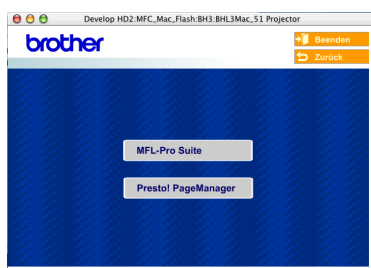 Develop HD2:MFC_Mac_Flash:BH3:BHL3Mac_51 Projector
brother
Beenden
Zurück
MFL-Pro Suite
Presto! PageManager